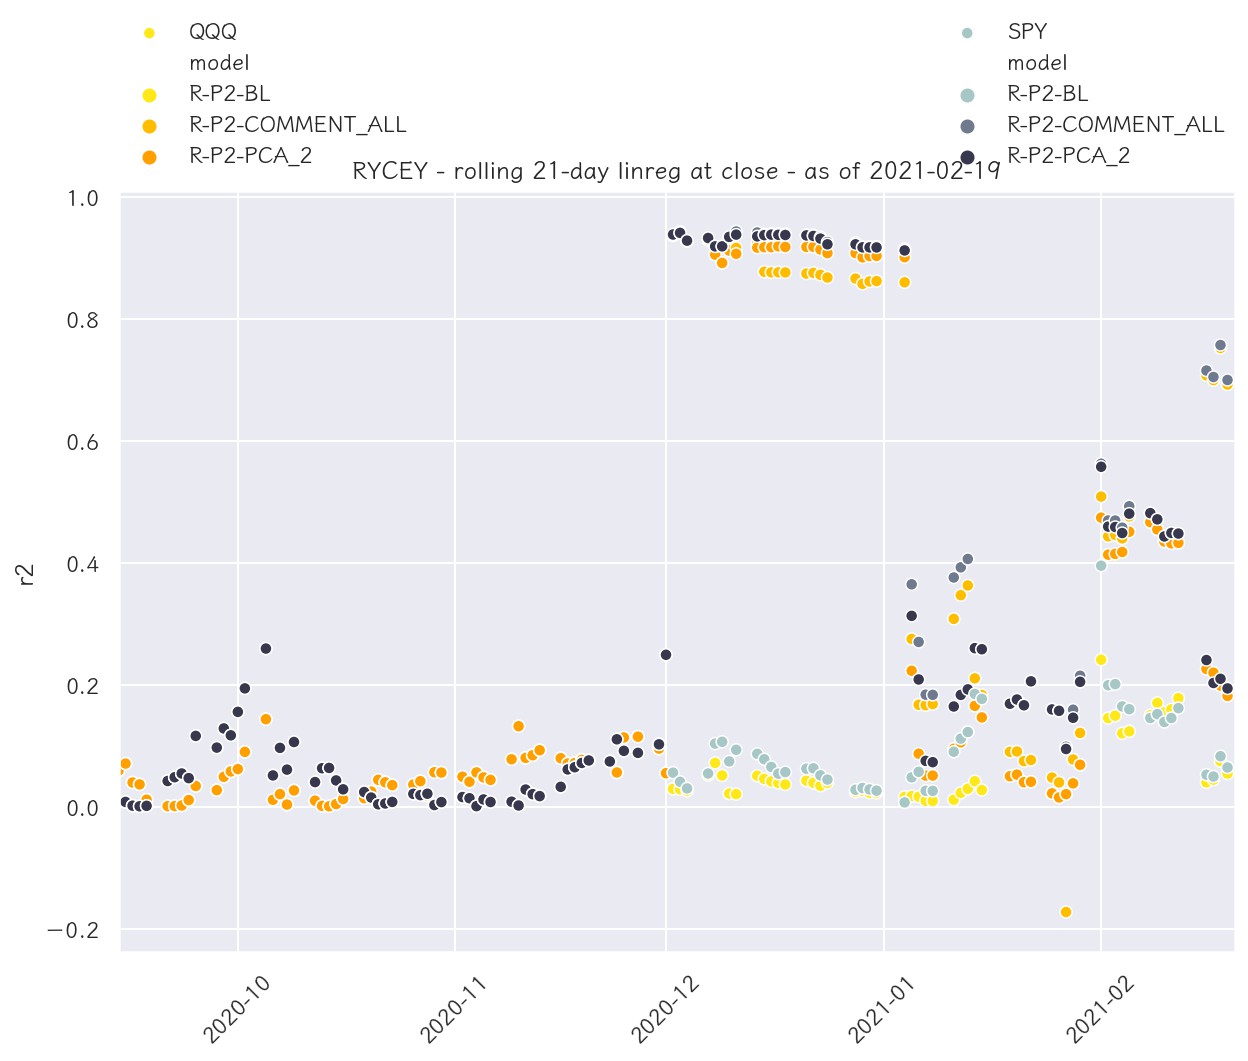 QQQ
model
R-P2-BL
R-P2-COMMENT_ALL
R-P2-PCA_2
SPY
model
R-P2-BL
R-P2-COMMENT_ALL
R-P2-PCA_2
RYCEY - rolling 21-day linreg at close - as of 2021-02-19
1.0
0.8
0.6
0.4
0.2
0.0
−0.2
r2
2020-10
2020-11
2020-12
2021-01
2021-02